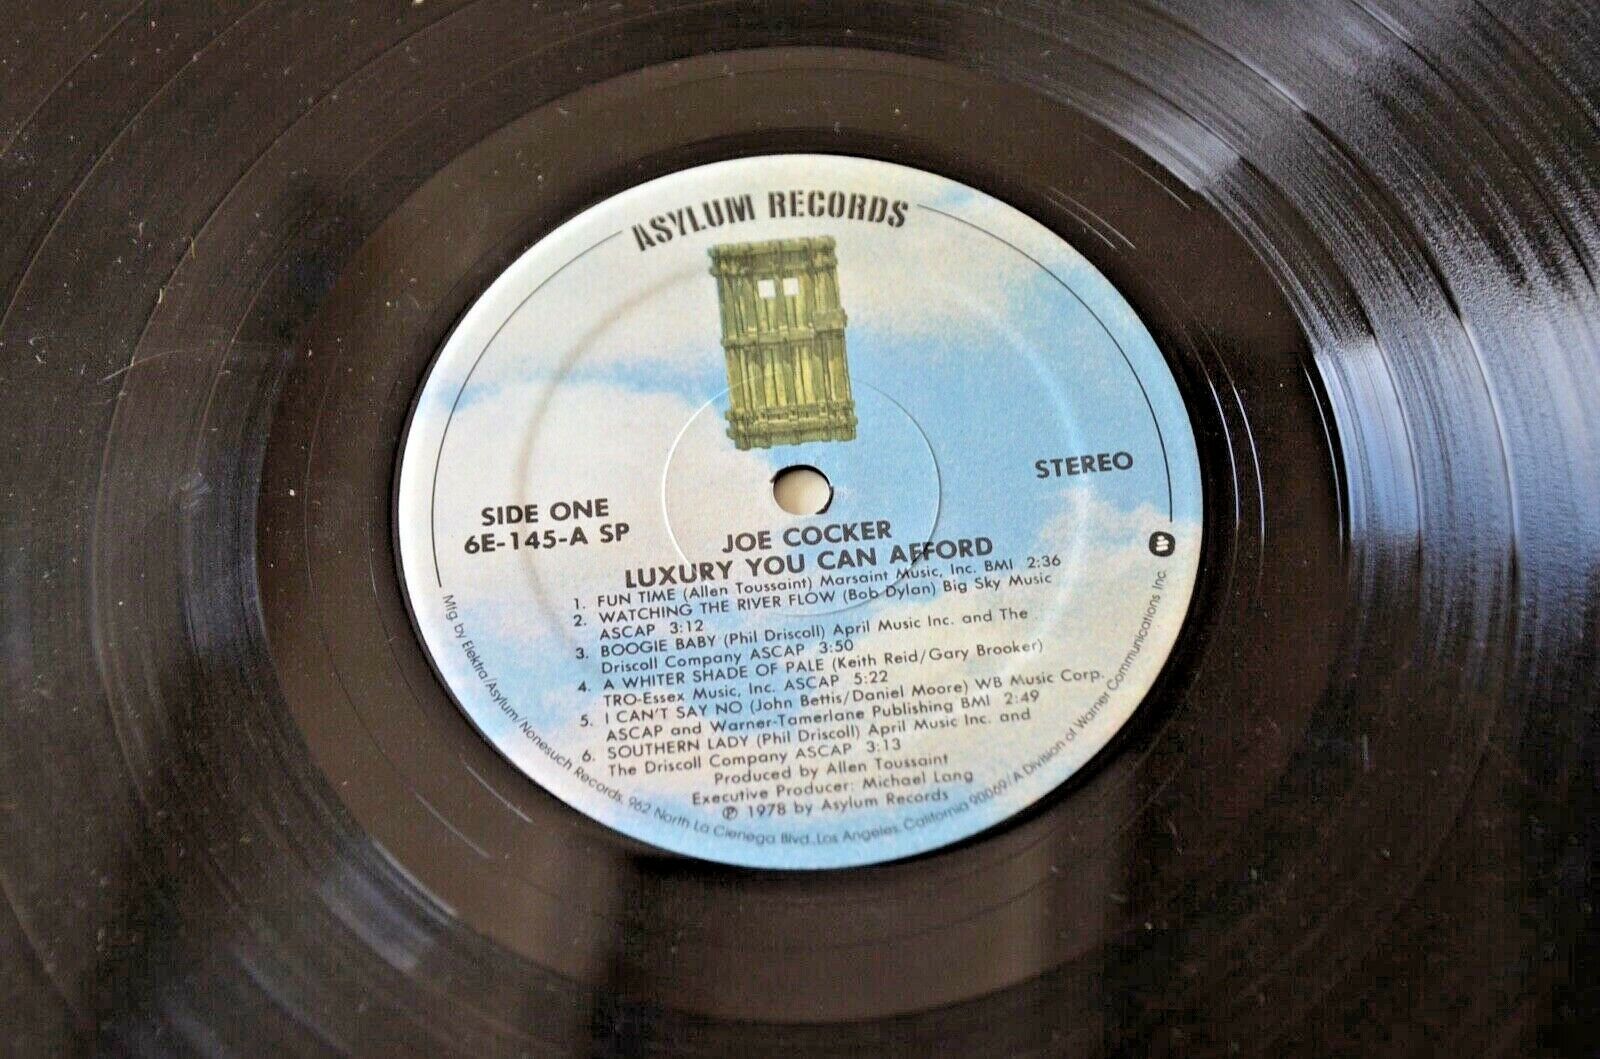 ASYLUM RECORDS
STEREO
SIDE ONE
6E-145-A SP
JOE COCKER
LUXURY YOU CAN AFFORD
1. FUN TIME (Allen Toussaint) Marsaint Music, Inc. BMI 2:36
2. WATCHING THE RIVER FLOW (Bob Dylan) Big Sky Music
ASCAP 3:12
3. BOOGIE BABY (Phil Driscoll) April Music Inc. and The
Driscoll Company ASCAP 3:50
4. A WHITER SHADE OF PALE (Keith Reid/Gary Brooker)
TRO-Essex Music, Inc. ASCAP 5:22
5. I CAN'T SAY NO (John Bettis/Daniel Moore) WB Music Corp.
ASCAP and Warner-Tamerlane Publishing BMI 2:49
6. SOUTHERN LADY (Phil Driscoll) April Music Inc. and
The Driscoll Company ASCAP 3:13
Produced by Allen Toussaint
Executive Producer: Michael Lang
℗ 1978 by Asylum Records
Mfg. by Elektra/Asylum/Nonesuch Records, 962 North La Cienega Blvd., Los Angeles, California 90069/A Division of Warner Communications Inc.